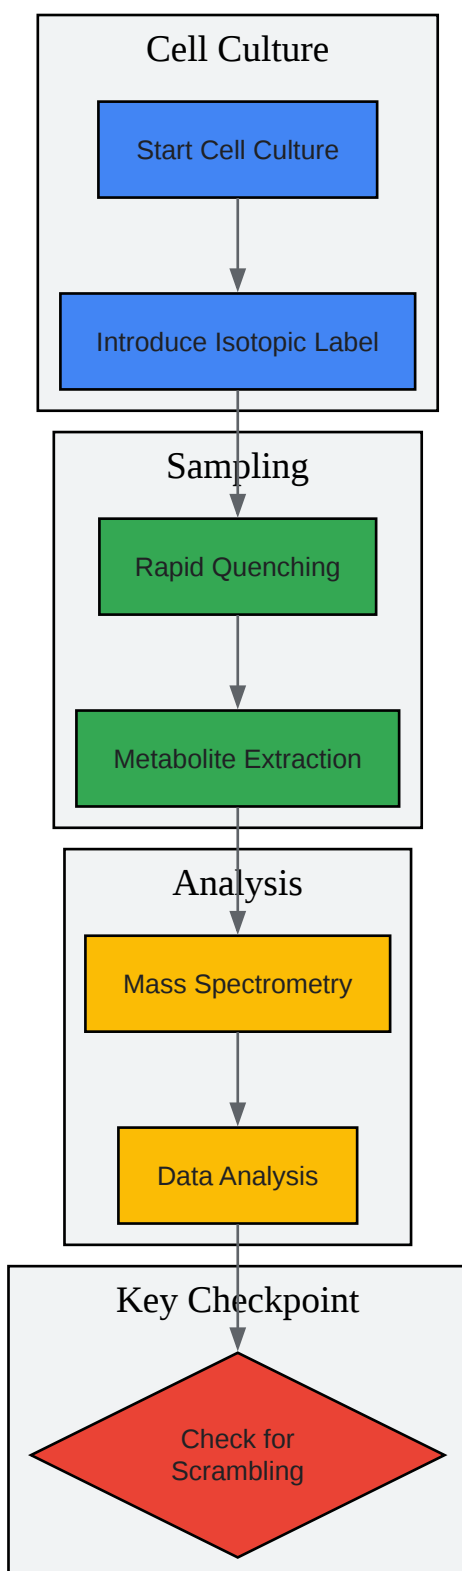 Cell Culture
Start Cell Culture
Introduce Isotopic Label
Sampling
Rapid Quenching
Metabolite Extraction
Analysis
Mass Spectrometry
Data Analysis
Key Checkpoint
Check for
Scrambling